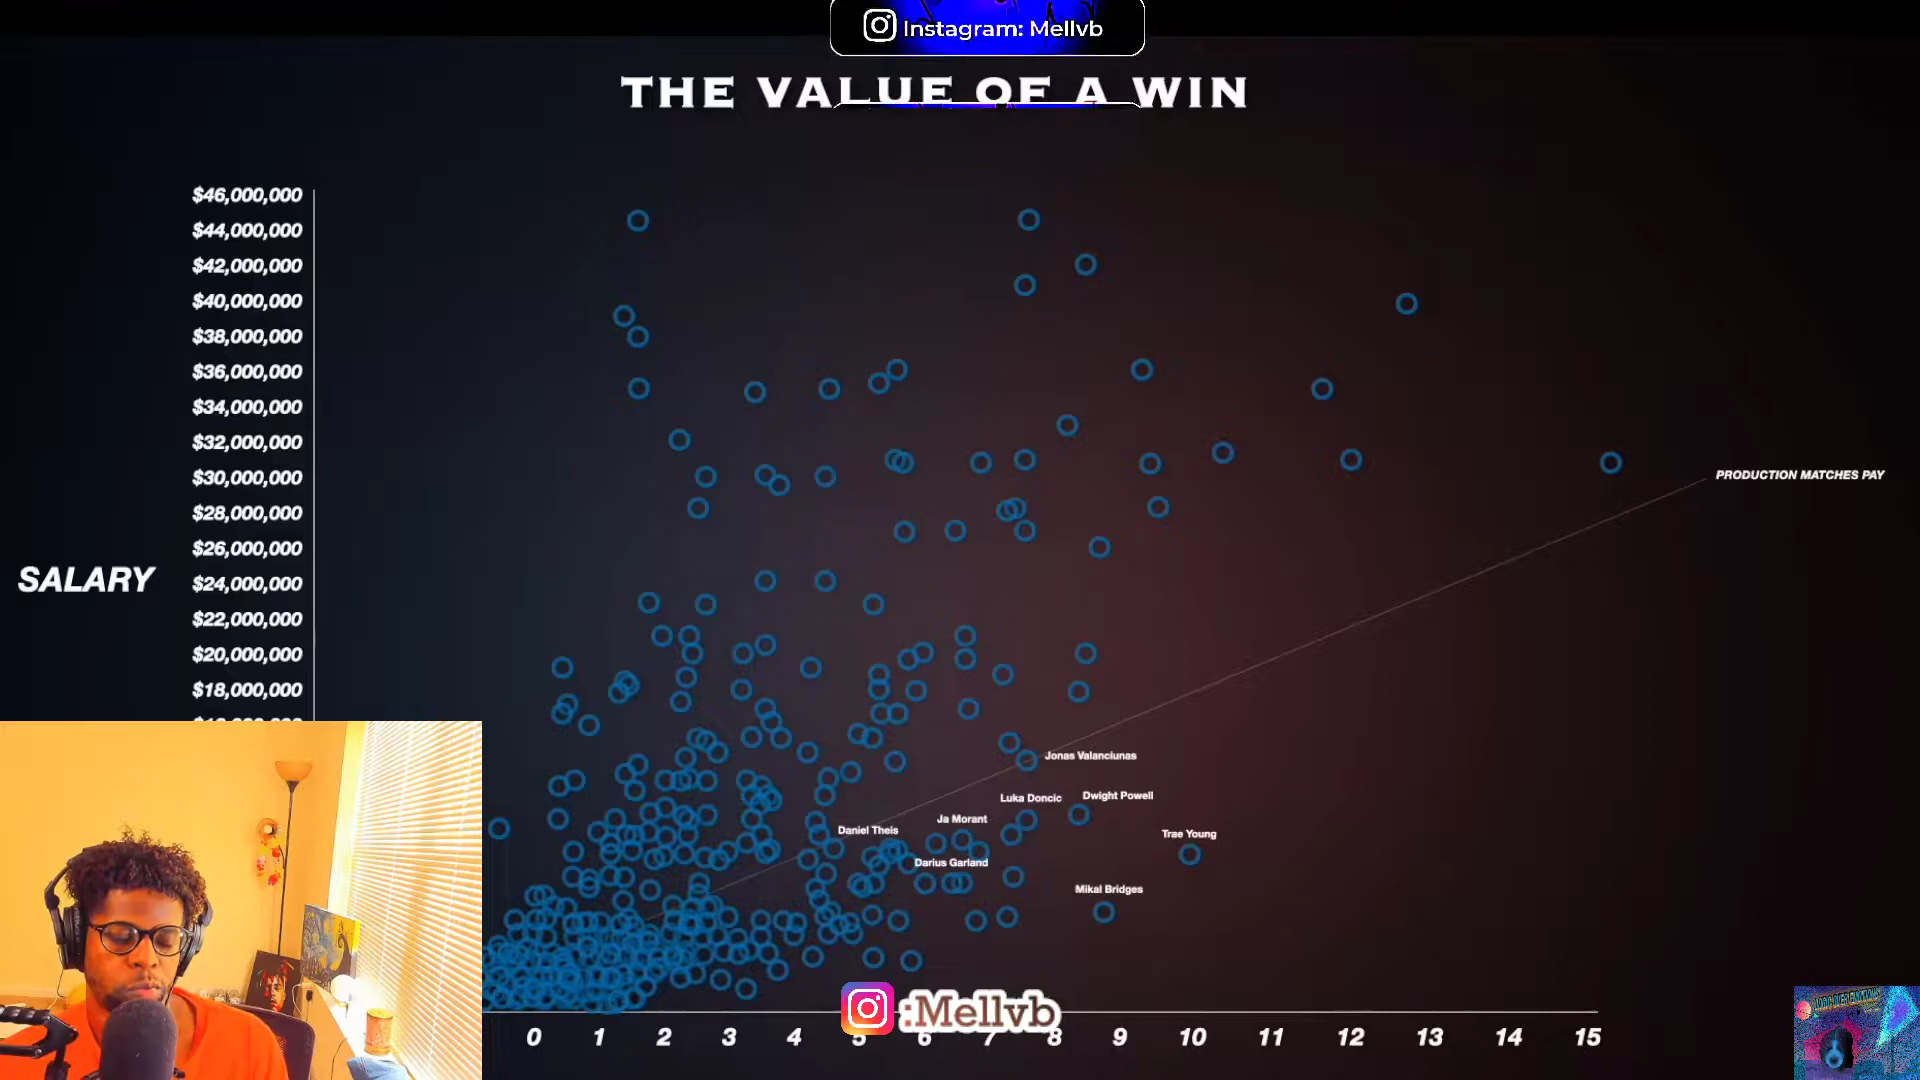 Instagram: Mellvb
THE VALUE OF A WIN
$46,000,000
$44,000,000
$42,000,000
$40,000,000
$38,000,000
$36,000,000
$34,000,000
$32,000,000
$30,000,000
PRODUCTION MATCHES PAY
$28,000,000
$26,000,000
SALARY
$24,000,000
$22,000,000
$20,000,000
$18,000,000
Jonas Valanciunas
Luka Doncic
Dwight Powell
Ja Morant
Daniel Theis
Trae Young
Darius Garland
Mikal Bridges
:Mellvb
0 1 2 3 4 5 6 7 8 9 10 11 12 13 14 15